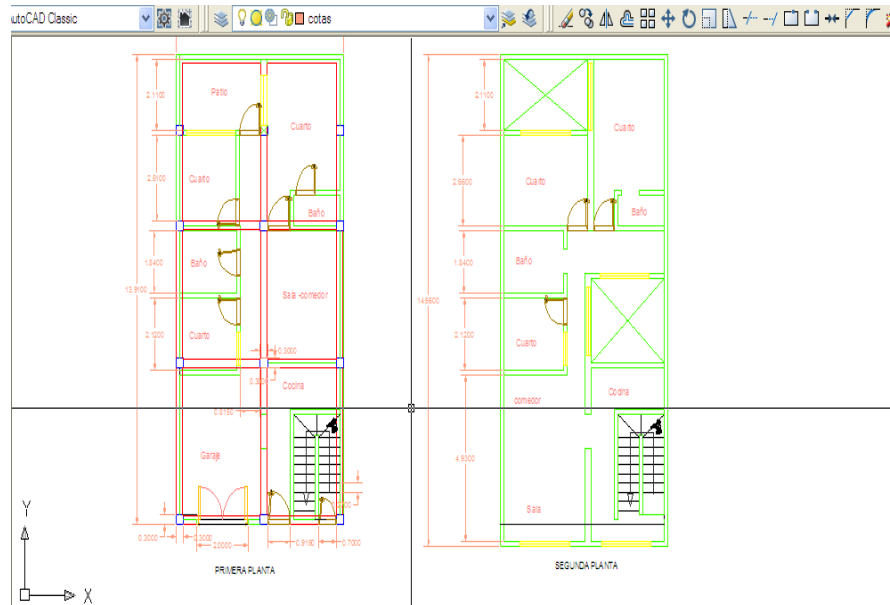 AutoCAD Classic
cotas
Patio
Cuarto
Cuarto
Baño
Baño
Sala -comedor
Cuarto
Cocina
Garaje
2.1100
2.8100
1.8400
13.9100
2.1200
0.3000
0.8150
0.3000
0.3000
2.0000
0.9150
0.7000
PRIMERA PLANTA
Cuarto
Cuarto
Baño
Baño
Cuarto
comedor
Cocina
Sala
2.1100
2.8600
1.8400
14.6600
2.1200
4.9300
SEGUNDA PLANTA
Y
X